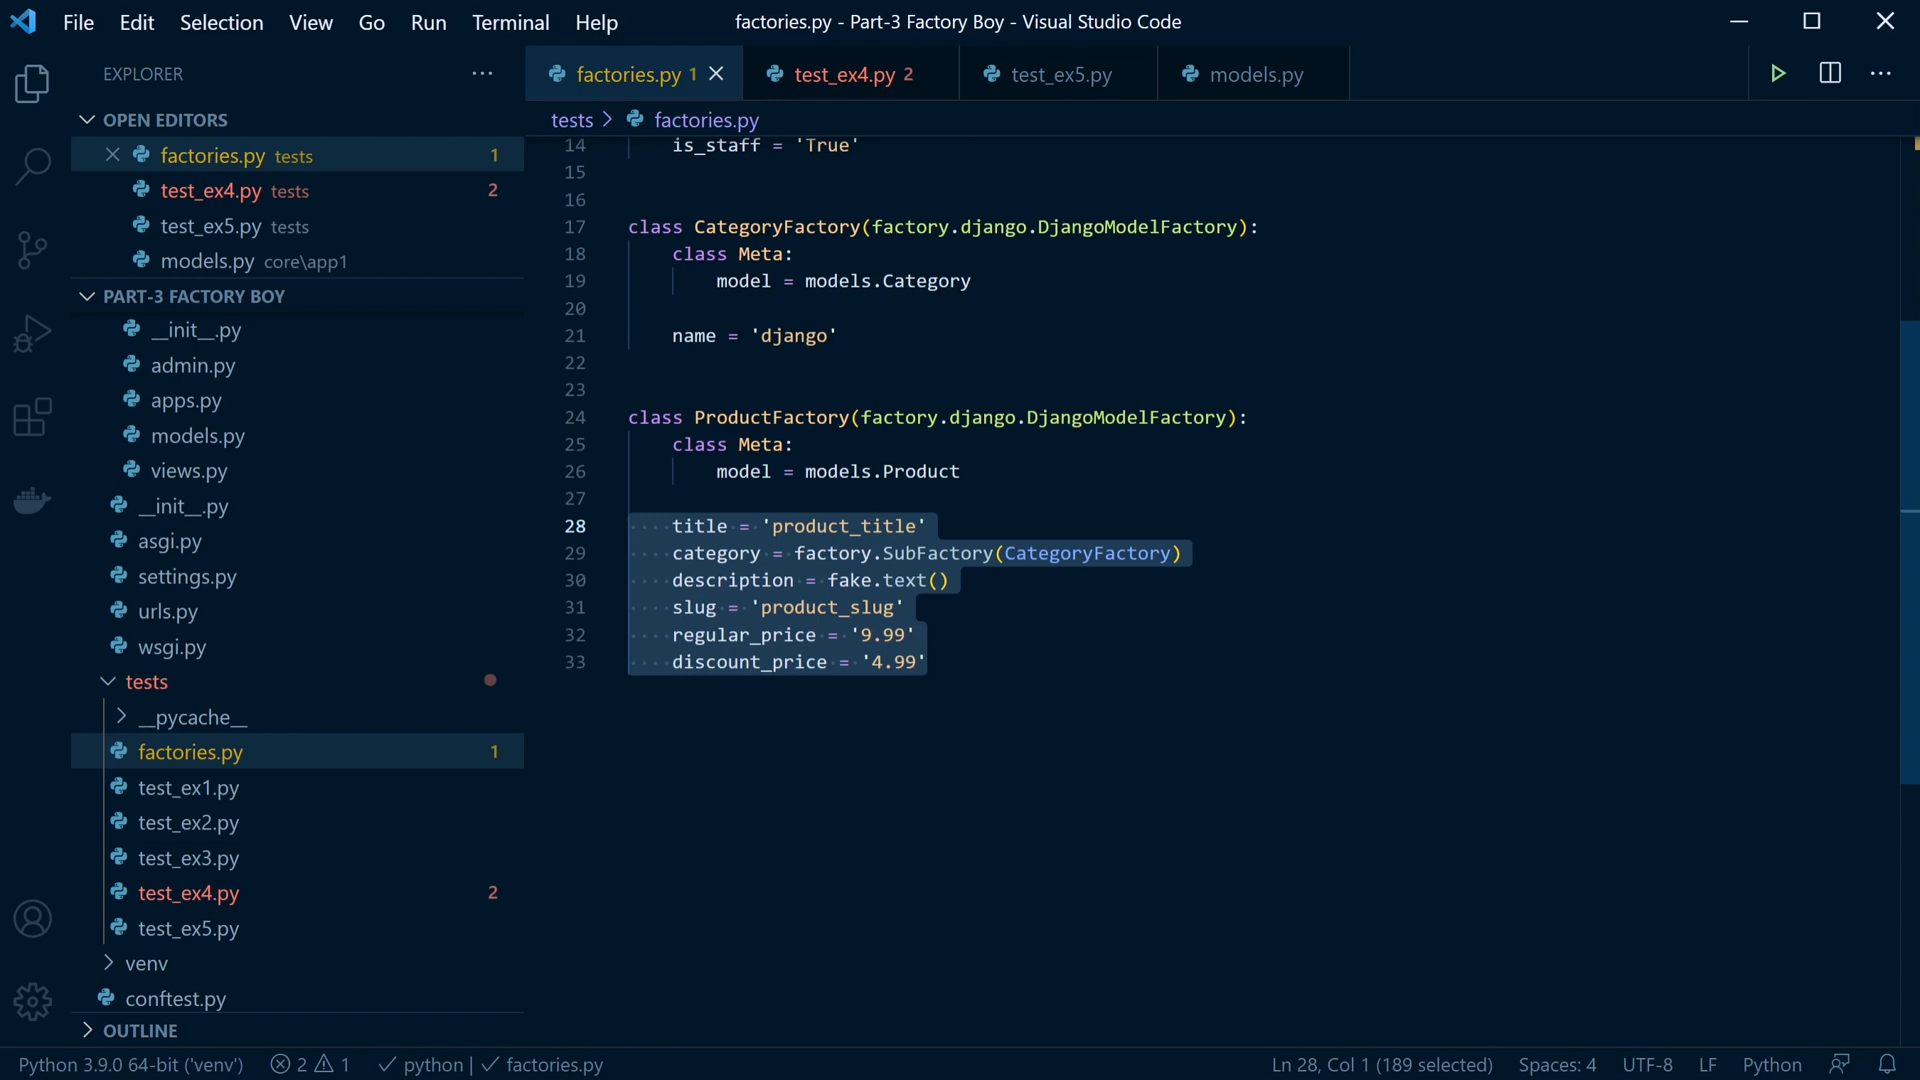 File Edit Selection View Go Run Terminal Help
factories.py - Part-3 Factory Boy - Visual Studio Code
EXPLORER
OPEN EDITORS
factories.py tests 1
test_ex4.py tests 2
test_ex5.py tests
models.py core\app1
PART-3 FACTORY BOY
__init__.py
admin.py
apps.py
models.py
views.py
__init__.py
asgi.py
settings.py
urls.py
wsgi.py
tests
__pycache__
factories.py 1
test_ex1.py
test_ex2.py
test_ex3.py
test_ex4.py 2
test_ex5.py
venv
conftest.py
OUTLINE
factories.py 1 test_ex4.py 2 test_ex5.py models.py
tests > factories.py
14 is_staff = 'True'
15
16
17 class CategoryFactory(factory.django.DjangoModelFactory):
18 class Meta:
19 model = models.Category
20
21 name = 'django'
22
23
24 class ProductFactory(factory.django.DjangoModelFactory):
25 class Meta:
26 model = models.Product
27
28 title = 'product_title'
29 category = factory.SubFactory(CategoryFactory)
30 description = fake.text()
31 slug = 'product_slug'
32 regular_price = '9.99'
33 discount_price = '4.99'
Python 3.9.0 64-bit ('venv') 2 1 python | factories.py Ln 28, Col 1 (189 selected) Spaces: 4 UTF-8 LF Python